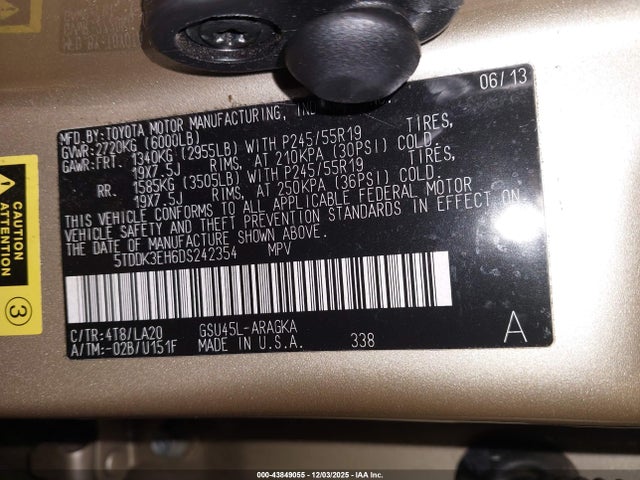 06/13
MFD.BY:TOYOTA MOTOR MANUFACTURING, IND
GVWR:2720KG (6000LB)
GAWR:FRT. 1340KG (2955LB) WITH P245/55R19 TIRES,
19X7.5J RIMS, AT 210KPA (30PSI) COLD
RR. 1585KG (3505LB) WITH P245/55R19 TIRES,
19X7.5J RIMS, AT 250KPA (36PSI) COLD.
THIS VEHICLE CONFORMS TO ALL APPLICABLE FEDERAL MOTOR
VEHICLE SAFETY AND THEFT PREVENTION STANDARDS IN EFFECT ON
THE DATE OF MANUFACTURE SHOWN ABOVE.
5TDDK3EH6DS242354 MPV
C/TR:4T8/LA20 GSU45L-ARAGKA
A/TM:-02B/U151F MADE IN U.S.A. 338
A
CAUTION
ATTENTION
3
000-43849055 - 12/03/2025 - IAA Inc.